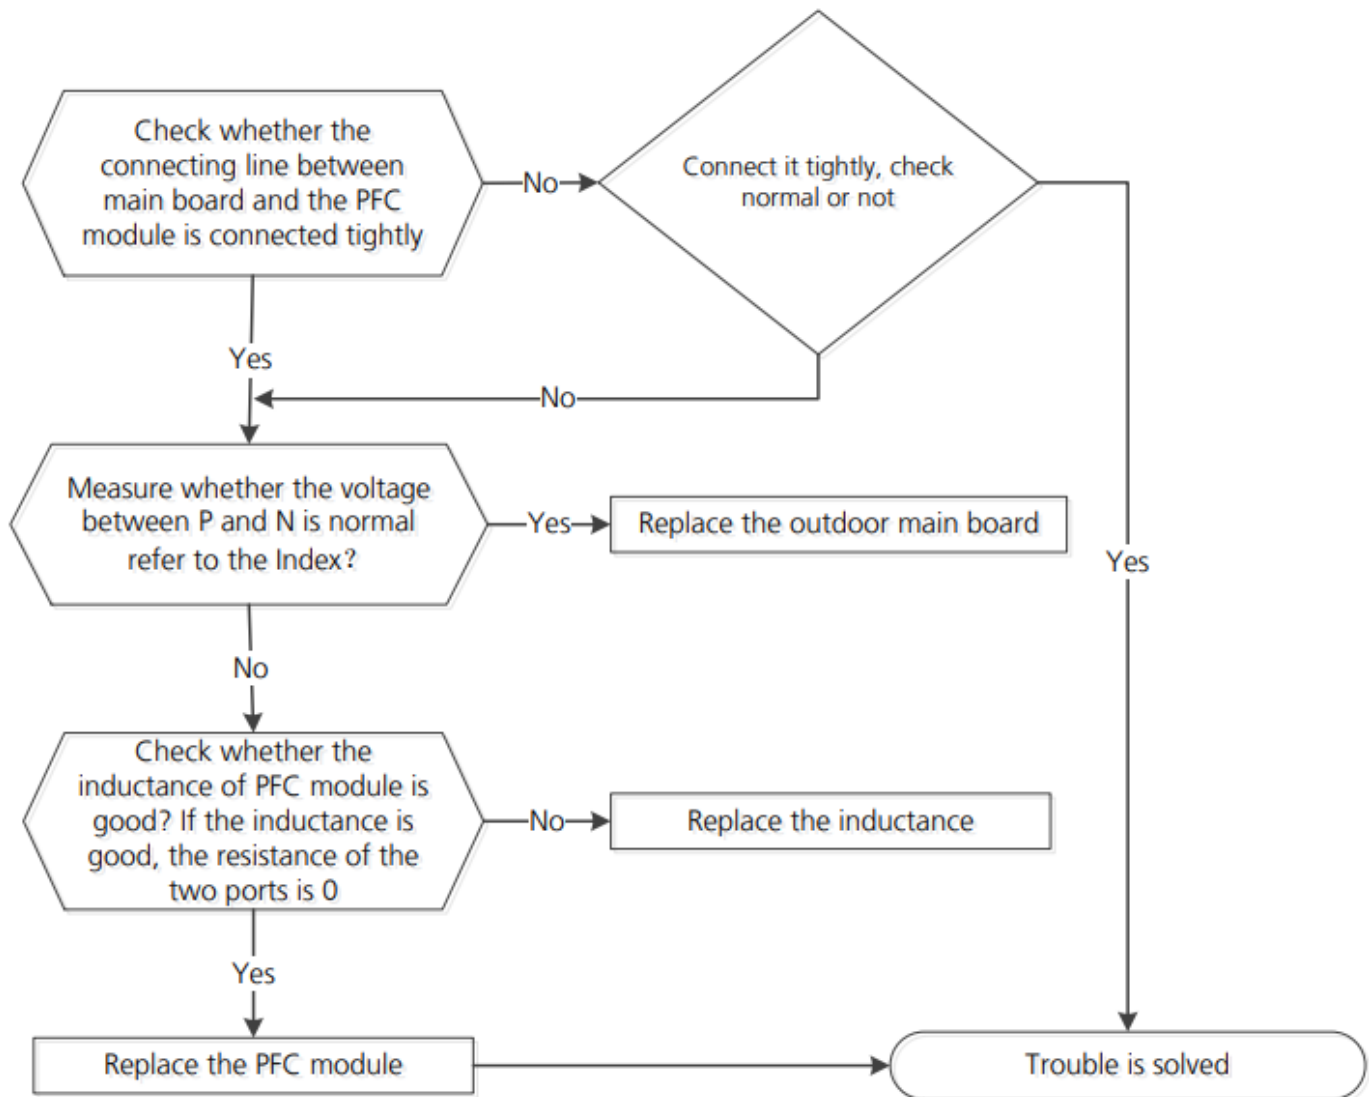 Check whether the
connecting line between
main board and the PFC
module is connected tightly
No
Connect it tightly, check
normal or not
Yes
No
Measure whether the voltage
between P and N is normal
refer to the Index?
Yes
Replace the outdoor main board
Yes
No
Check whether the
inductance of PFC module is
good? If the inductance is
good, the resistance of the
two ports is 0
No
Replace the inductance
Yes
Replace the PFC module
Trouble is solved